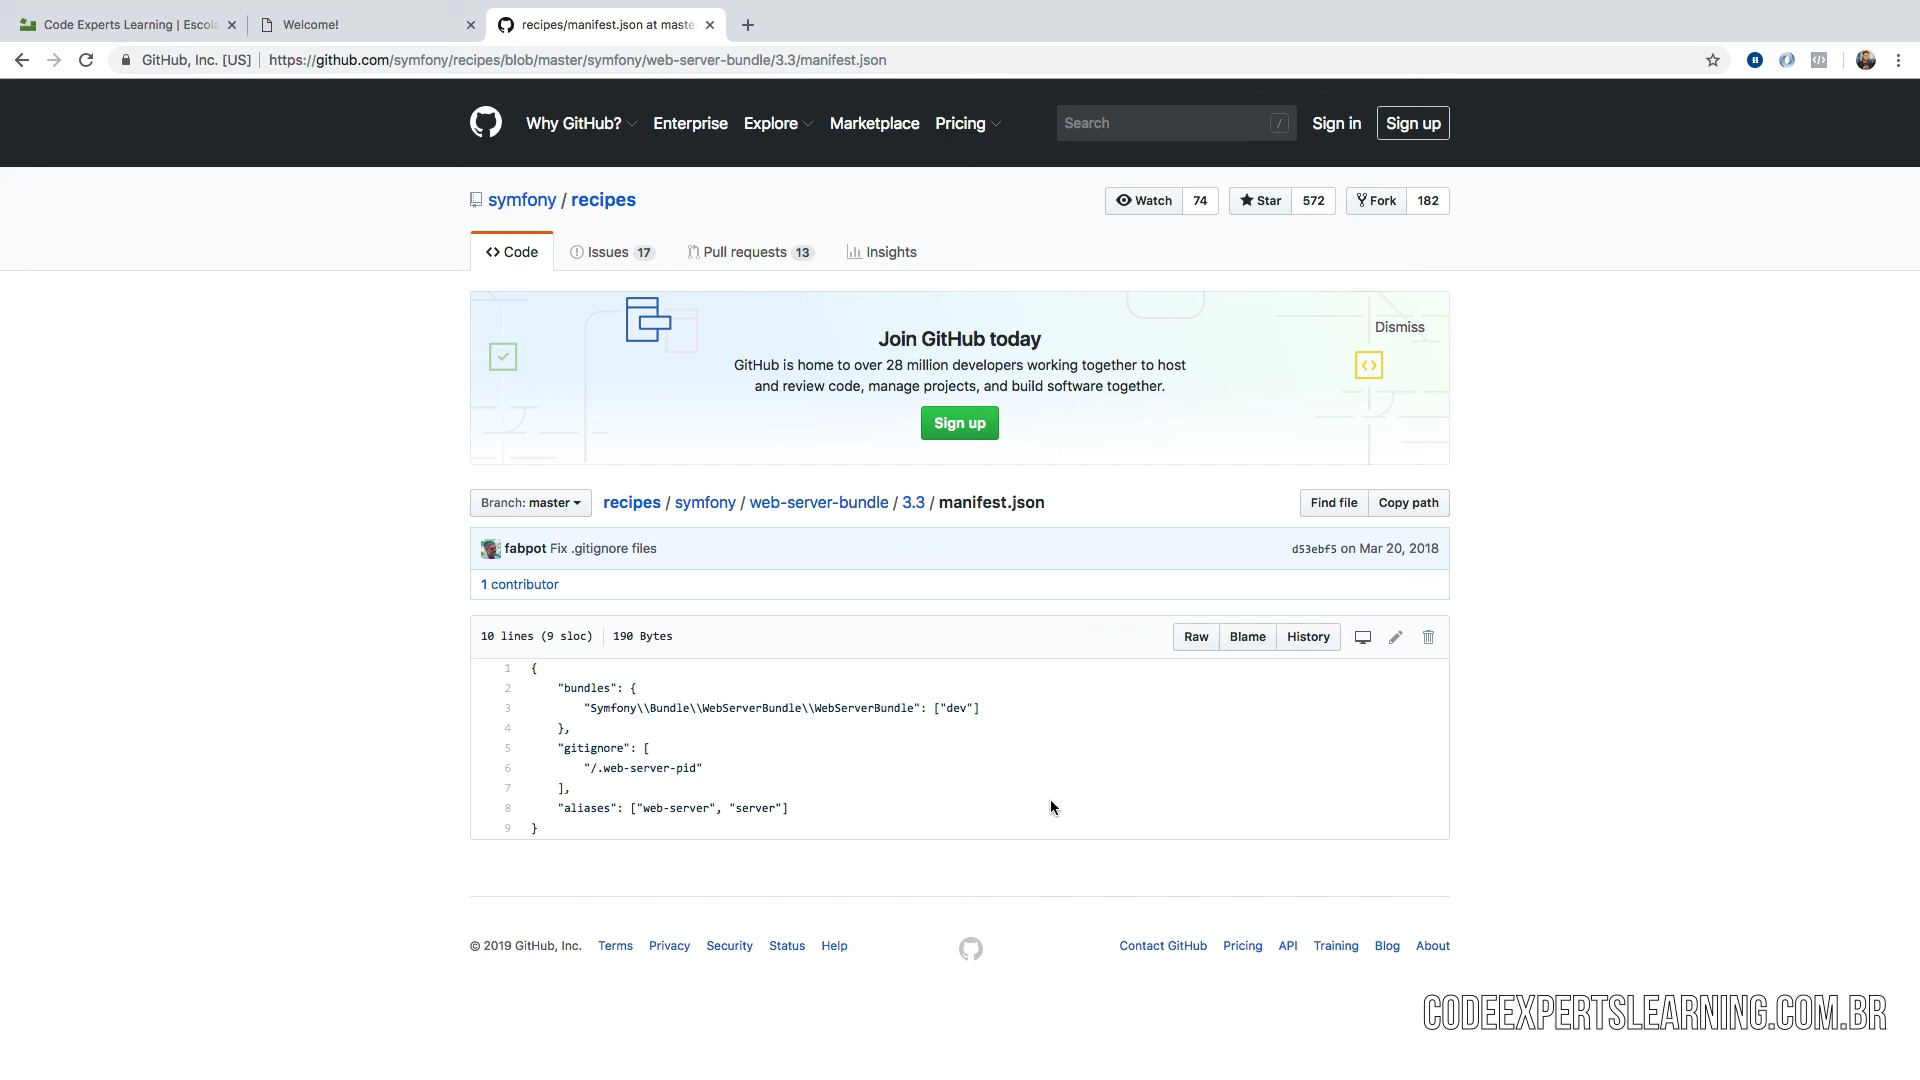 Code Experts Learning | Escola
Welcome!
recipes/manifest.json at maste
GitHub, Inc. [US]
https://github.com/symfony/recipes/blob/master/symfony/web-server-bundle/3.3/manifest.json
Why GitHub? Enterprise Explore Marketplace Pricing
Search /
Sign in Sign up
symfony / recipes
Watch 74 Star 572 Fork 182
Code Issues 17 Pull requests 13 Insights
Join GitHub today
Dismiss
GitHub is home to over 28 million developers working together to host
and review code, manage projects, and build software together.
Sign up
Branch: master recipes / symfony / web-server-bundle / 3.3 / manifest.json
Find file Copy path
fabpot Fix .gitignore files
d53ebf5 on Mar 20, 2018
1 contributor
10 lines (9 sloc) 190 Bytes
Raw Blame History
1 {
2 "bundles": {
3 "Symfony\\Bundle\\WebServerBundle\\WebServerBundle": ["dev"]
4 },
5 "gitignore": [
6 "/.web-server-pid"
7 ],
8 "aliases": ["web-server", "server"]
9 }
© 2019 GitHub, Inc. Terms Privacy Security Status Help
Contact GitHub Pricing API Training Blog About
CODEEXPERTSLEARNING.COM.BR